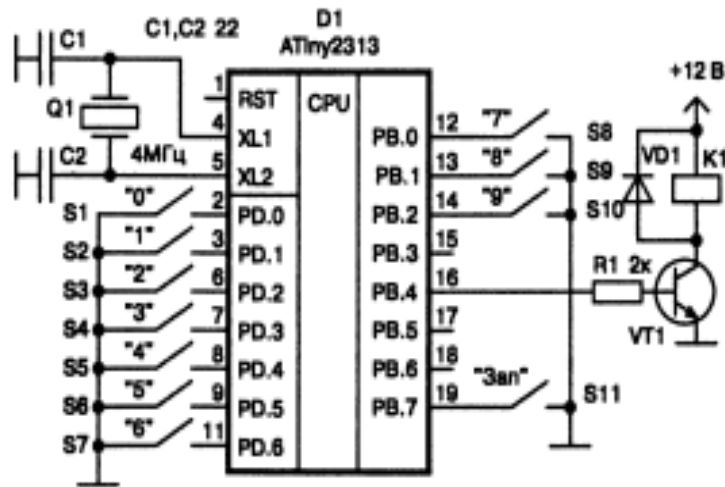 C1
C1,C2 22
D1
ATiny2313
+12 В
1
RST
CPU
Q1
4
XL1
PB.0
12
"7"
S8
C2
4МГц
5
XL2
PB.1
13
"8"
S9
VD1
K1
S1
"0"
2
PD.0
PB.2
14
"9"
S10
S2
"1"
3
PD.1
PB.3
15
S3
"2"
6
PD.2
PB.4
16
R1 2к
S4
"3"
7
PD.3
PB.5
17
VT1
S5
"4"
8
PD.4
PB.6
18
S6
"5"
9
PD.5
PB.7
19
"Зап"
S11
S7
"6"
11
PD.6